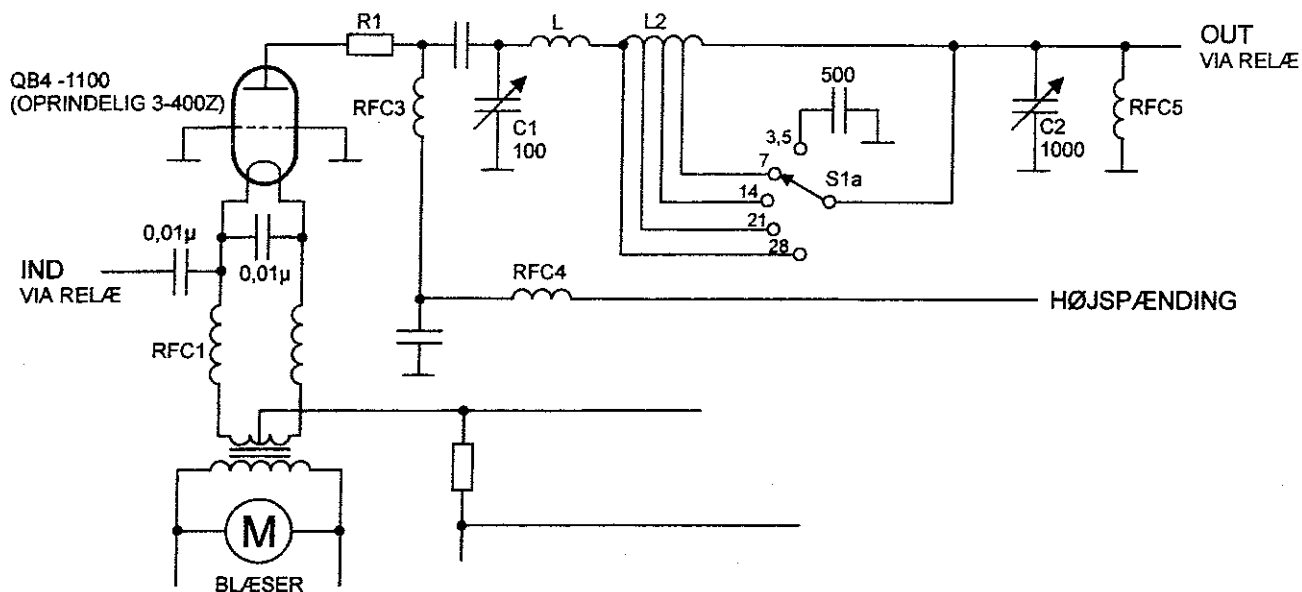 R1
L
L2
OUT
VIA RELÆ
QB4 -1100
(OPRINDELIG 3-400Z)
500
RFC3
RFC5
C1
100
3,5
C2
1000
7
S1a
14
21
28
0,01µ
0,01µ
IND
VIA RELÆ
RFC4
HØJSPÆNDING
RFC1
M
BLÆSER